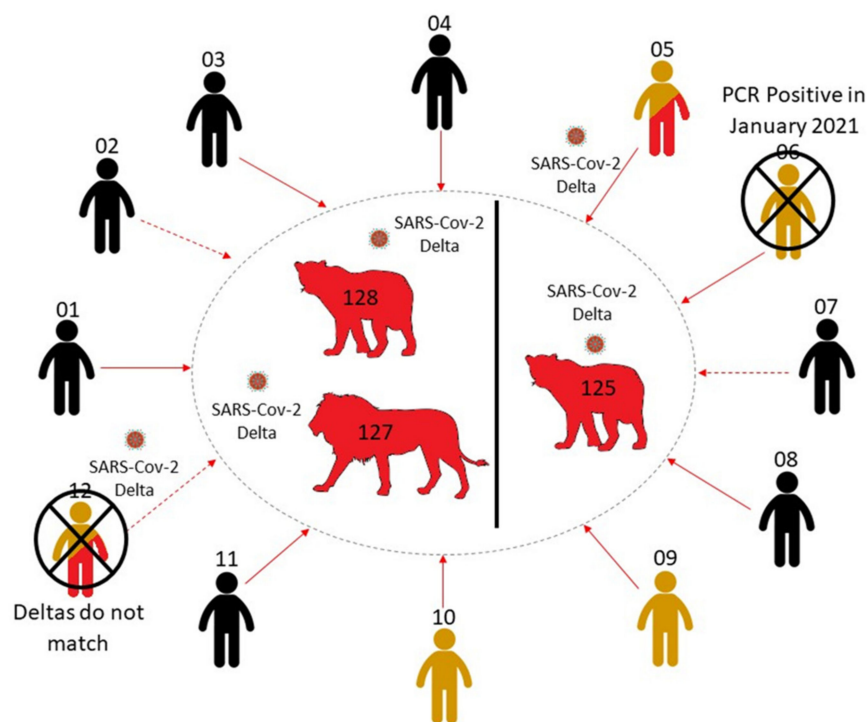 04
03
05
PCR Positive in
January 2021
06
02
SARS-Cov-2
Delta
SARS-Cov-2
Delta
128
SARS-Cov-2
Delta
01
07
125
SARS-Cov-2
Delta
127
SARS-Cov-2
Delta
08
12
11
09
Deltas do not
match
10